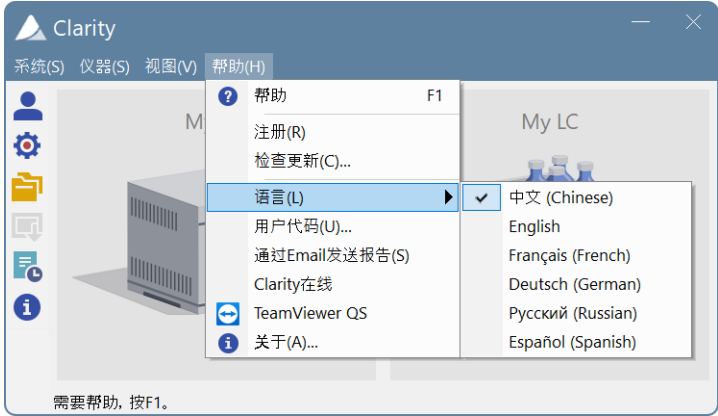 Clarity
系统(S) 仪器(S) 视图(V) 帮助(H)
帮助 F1
注册(R)
检查更新(C)...
语言(L)
用户代码(U)...
通过Email发送报告(S)
Clarity在线
TeamViewer QS
关于(A)...
中文 (Chinese)
English
Français (French)
Deutsch (German)
Русский (Russian)
Español (Spanish)
My LC
需要帮助, 按F1。